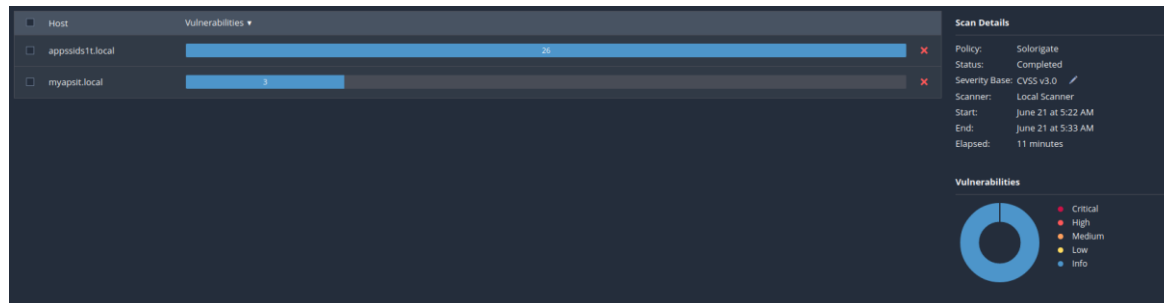 Host Vulnerabilities ▾
appssids1t.local 26
myapsit.local 3
Scan Details
Policy: Solorigate
Status: Completed
Severity Base: CVSS v3.0
Scanner: Local Scanner
Start: June 21 at 5:22 AM
End: June 21 at 5:33 AM
Elapsed: 11 minutes
Vulnerabilities
Critical
High
Medium
Low
Info